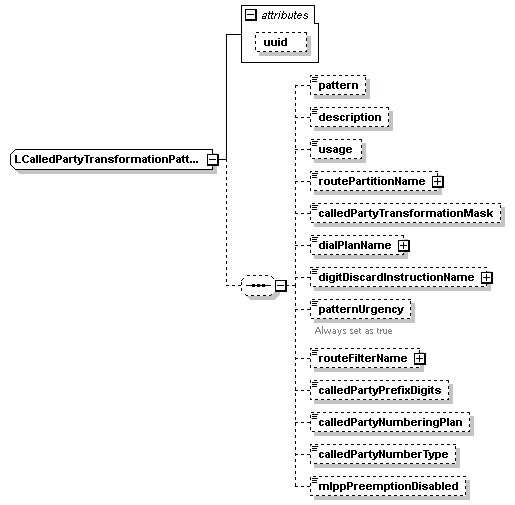 attributes
uuid
LCalledPartyTransformationPatt...
pattern
description
usage
routePartitionName
calledPartyTransformationMask
dialPlanName
digitDiscardInstructionName
patternUrgency
Always set as true
routeFilterName
calledPartyPrefixDigits
calledPartyNumberingPlan
calledPartyNumberType
mlppPreemptionDisabled